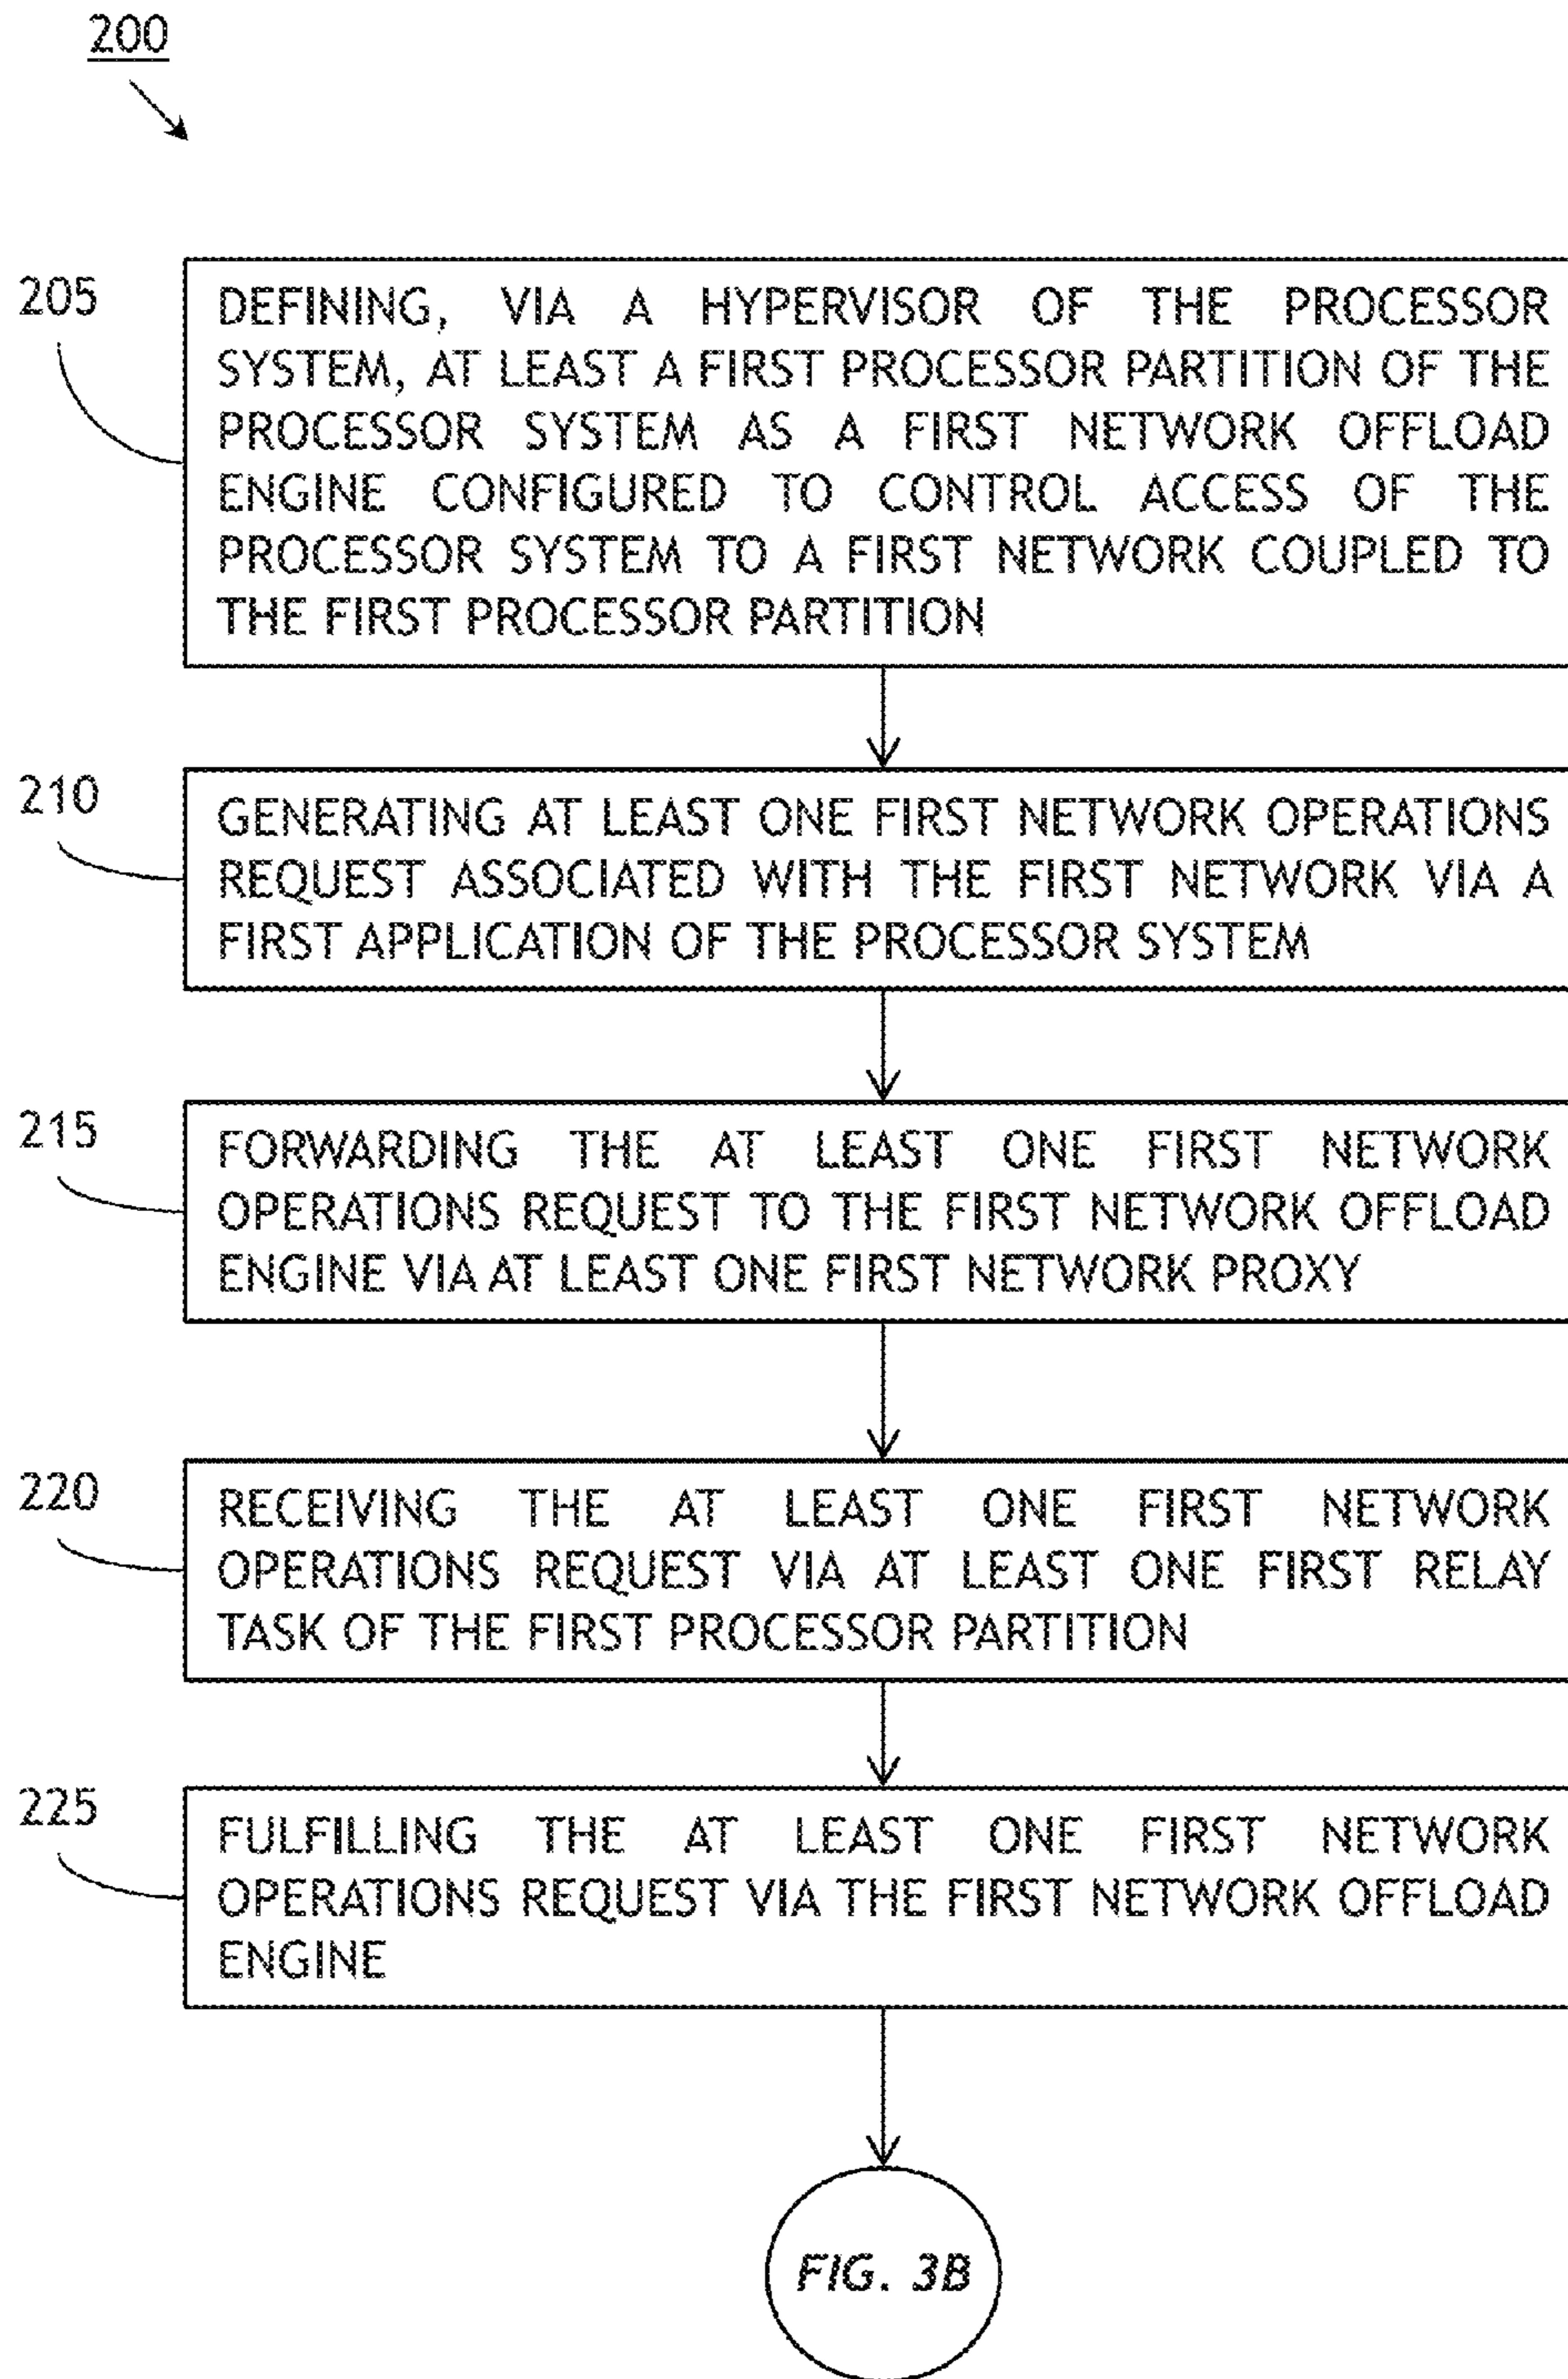 200
205
DEFINING, VIA A HYPERVISOR OF THE PROCESSOR
SYSTEM, AT LEAST A FIRST PROCESSOR PARTITION OF THE
PROCESSOR SYSTEM AS A FIRST NETWORK OFFLOAD
ENGINE CONFIGURED TO CONTROL ACCESS OF THE
PROCESSOR SYSTEM TO A FIRST NETWORK COUPLED TO
THE FIRST PROCESSOR PARTITION
210
GENERATING AT LEAST ONE FIRST NETWORK OPERATIONS
REQUEST ASSOCIATED WITH THE FIRST NETWORK VIA A
FIRST APPLICATION OF THE PROCESSOR SYSTEM
215
FORWARDING THE AT LEAST ONE FIRST NETWORK
OPERATIONS REQUEST TO THE FIRST NETWORK OFFLOAD
ENGINE VIA AT LEAST ONE FIRST NETWORK PROXY
220
RECEIVING THE AT LEAST ONE FIRST NETWORK
OPERATIONS REQUEST VIA AT LEAST ONE FIRST RELAY
TASK OF THE FIRST PROCESSOR PARTITION
225
FULFILLING THE AT LEAST ONE FIRST NETWORK
OPERATIONS REQUEST VIA THE FIRST NETWORK OFFLOAD
ENGINE
FIG. 3B